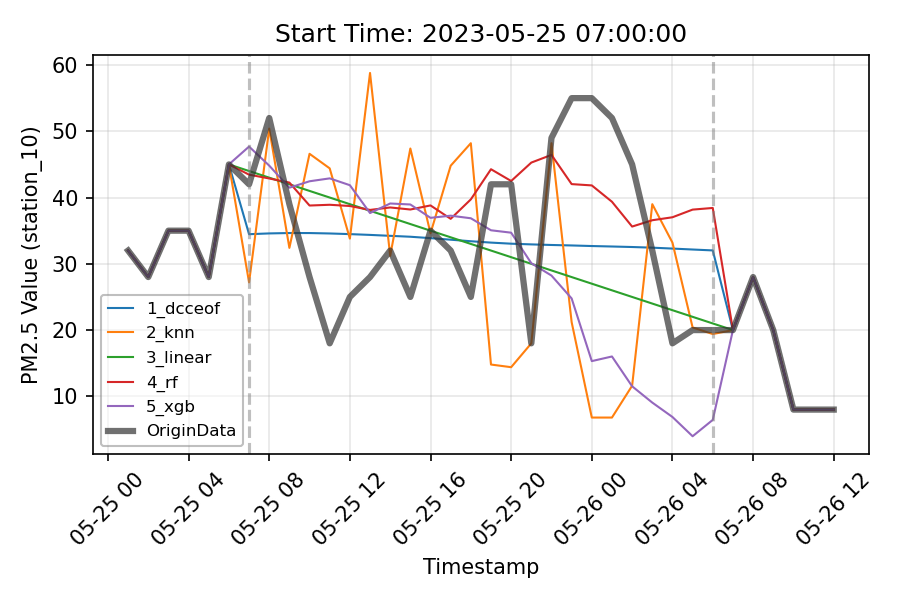 Start Time: 2023-05-25 07:00:00
PM2.5 Value (station_10)
60
50
40
30
20
10
1_dcceof
2_knn
3_linear
4_rf
5_xgb
OriginData
05-25 00
05-25 04
05-25 08
05-25 12
05-25 16
05-25 20
05-26 00
05-26 04
05-26 08
05-26 12
Timestamp